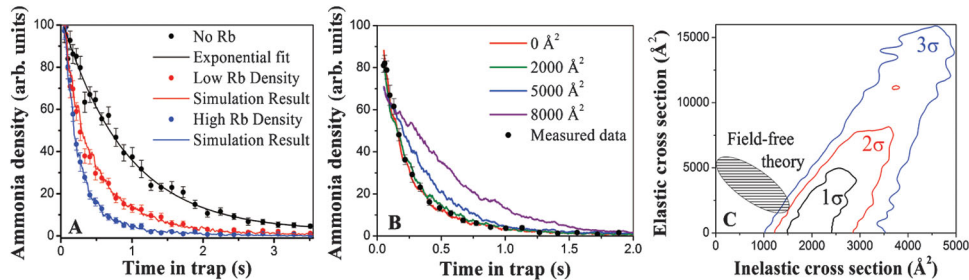 Ammonia density (arb. units)
100
80
60
40
20
0
No Rb
Exponential fit
Low Rb Density
Simulation Result
High Rb Density
Simulation Result
A
0
1
2
3
Time in trap (s)
Ammonia density (arb. units)
100
80
60
40
20
0
0 Å²
2000 Å²
5000 Å²
8000 Å²
Measured data
B
0.0
0.5
1.0
1.5
2.0
Time in trap (s)
Elastic cross section (Å²)
15000
10000
5000
0
3σ
2σ
1σ
Field-free
theory
C
0
1000
2000
3000
4000
5000
Inelastic cross section (Å²)